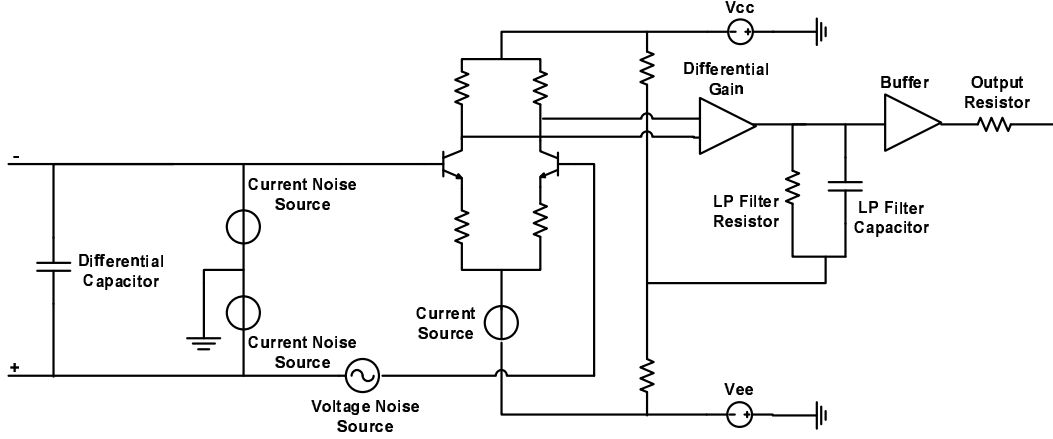 Vcc
Differential
Gain
Buffer
Output
Resistor
-
Current Noise
Source
LP Filter
Resistor
LP Filter
Capacitor
Differential
Capacitor
Current
Source
Current Noise
Source
+
Voltage Noise
Source
Vee
- +
- +